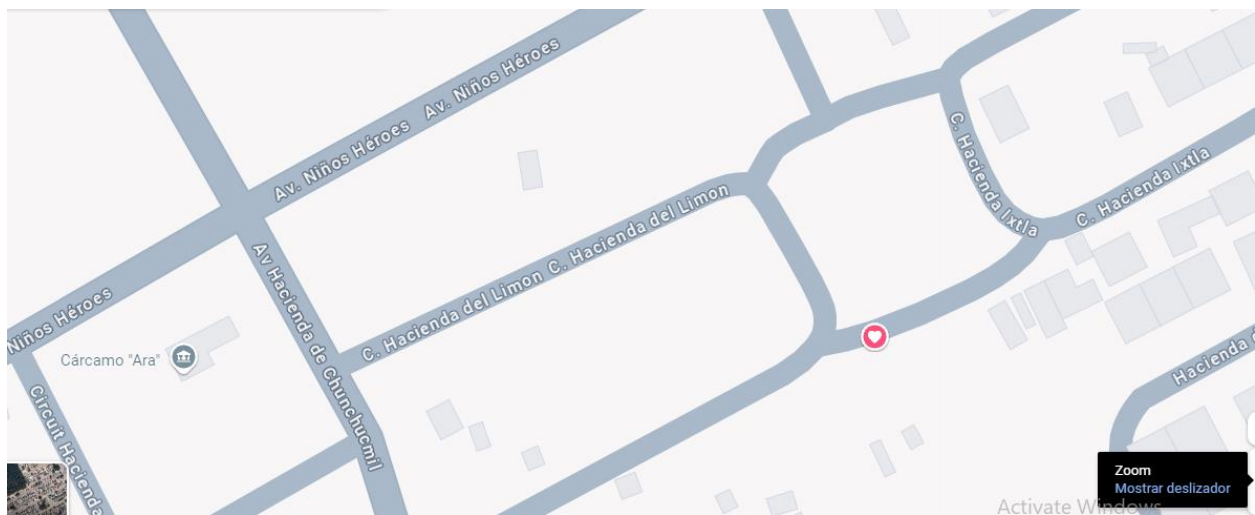 Av. Niños Héroes
Av. Niños Héroes
Niños Héroes
C. Hacienda Ixtla
C. Hacienda Ixtla
C. Hacienda del Limon
C. Hacienda del Limon
Av Hacienda de Chunchucmil
Cárcamo "Ara"
Circuit Hacienda
Hacienda
Zoom
Mostrar deslizador
Activate Windows